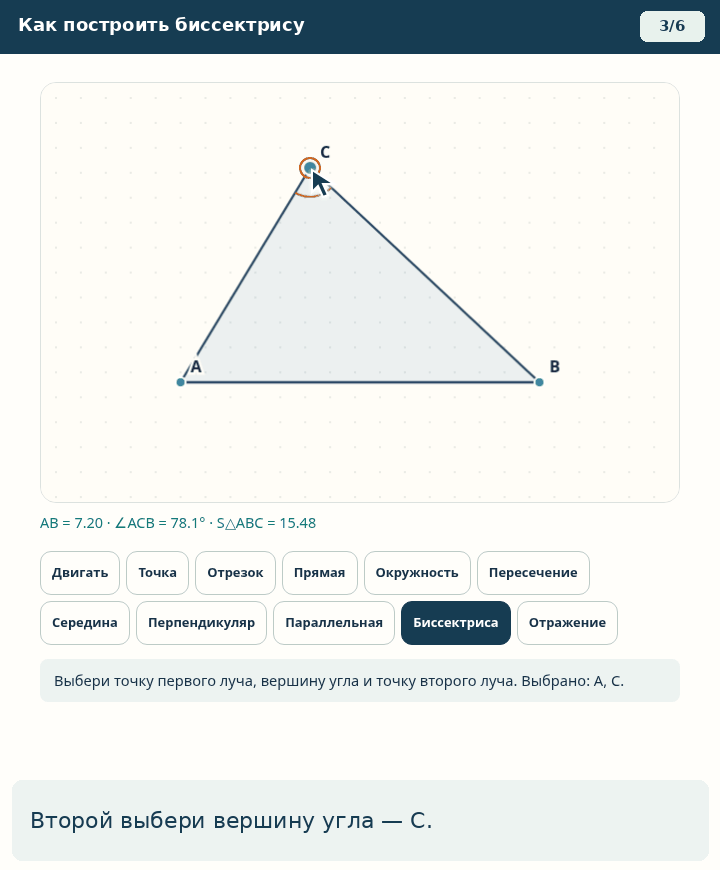 Как построить биссектрису
3/6
C
A
B
AB = 7.20 · ∠ACB = 78.1° · S△ABC = 15.48
Двигать
Точка
Отрезок
Прямая
Окружность
Пересечение
Середина
Перпендикуляр
Параллельная
Биссектриса
Отражение
Выбери точку первого луча, вершину угла и точку второго луча. Выбрано: A, C.
Второй выбери вершину угла — C.